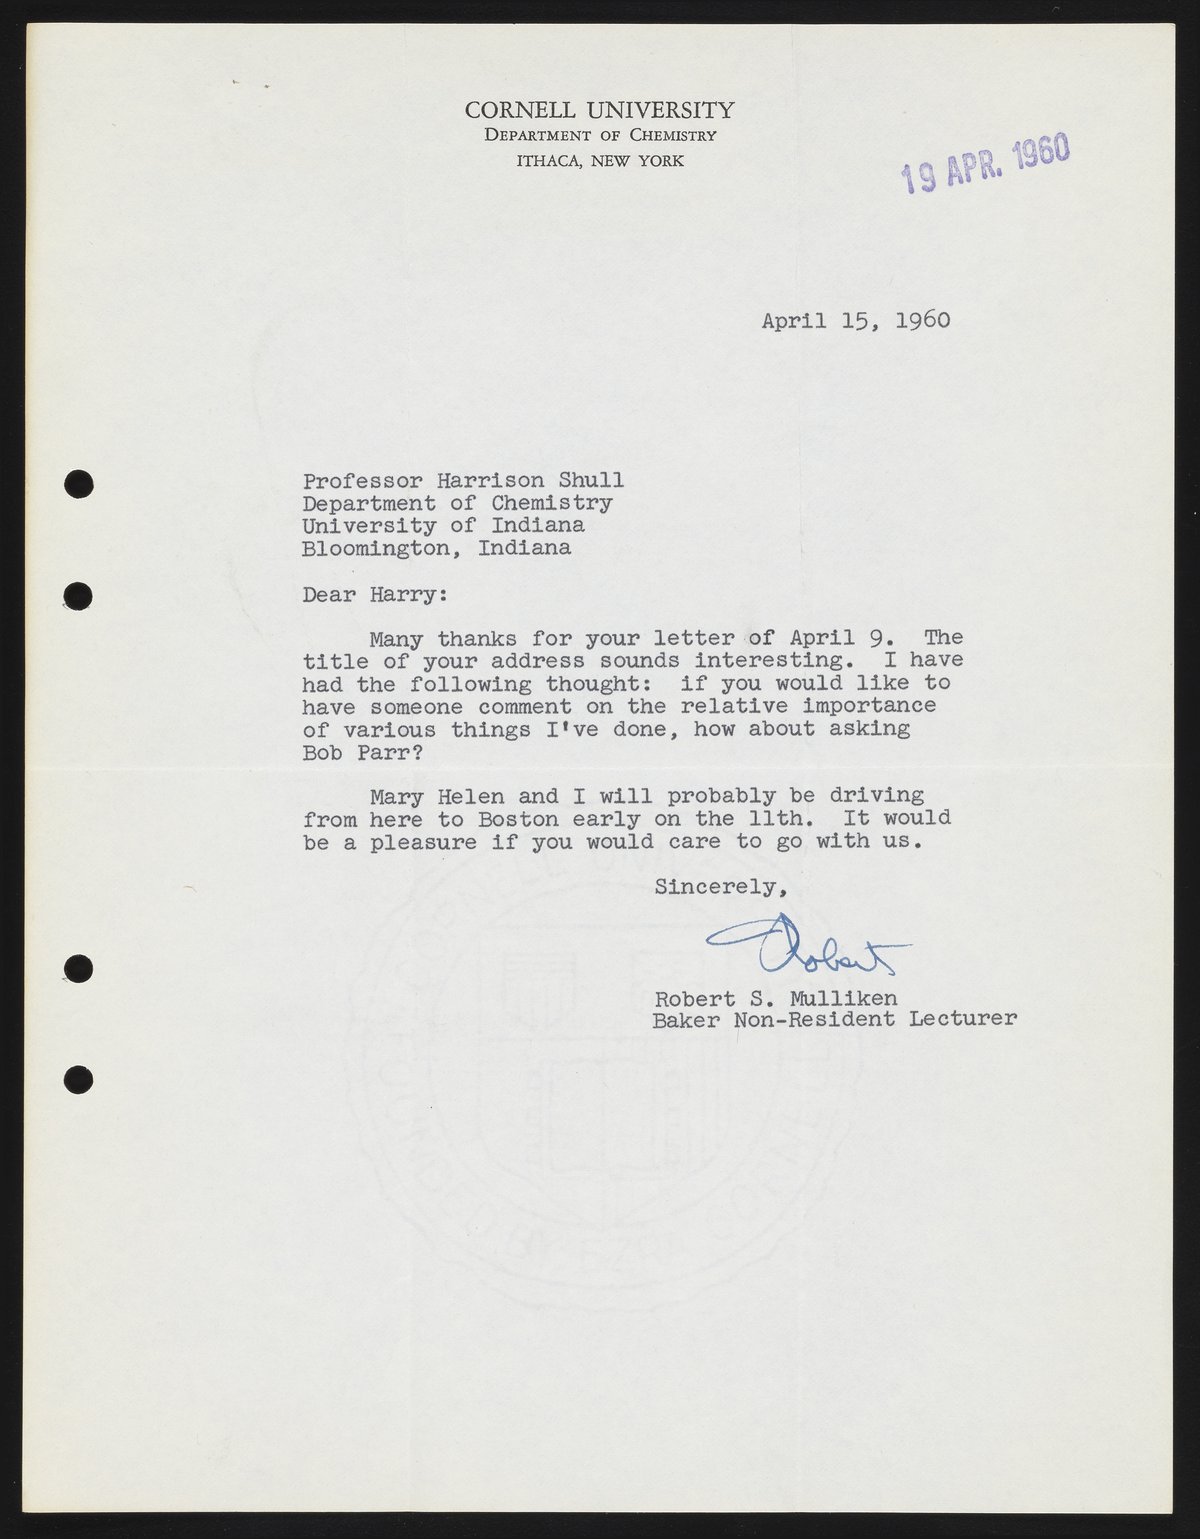 CORNELL UNIVERSITY
DEPARTMENT OF CHEMISTRY
ITHACA, NEW YORK
19 APR. 1960
April 15, 1960
Professor Harrison Shull
Department of Chemistry
University of Indiana
Bloomington, Indiana
Dear Harry:
Many thanks for your letter of April 9. The
title of your address sounds interesting. I have
had the following thought: if you would like to
have someone comment on the relative importance
of various things I've done, how about asking
Bob Parr?
Mary Helen and I will probably be driving
from here to Boston early on the 11th. It would
be a pleasure if you would care to go with us.
Sincerely,
Robert
Robert S. Mulliken
Baker Non-Resident Lecturer